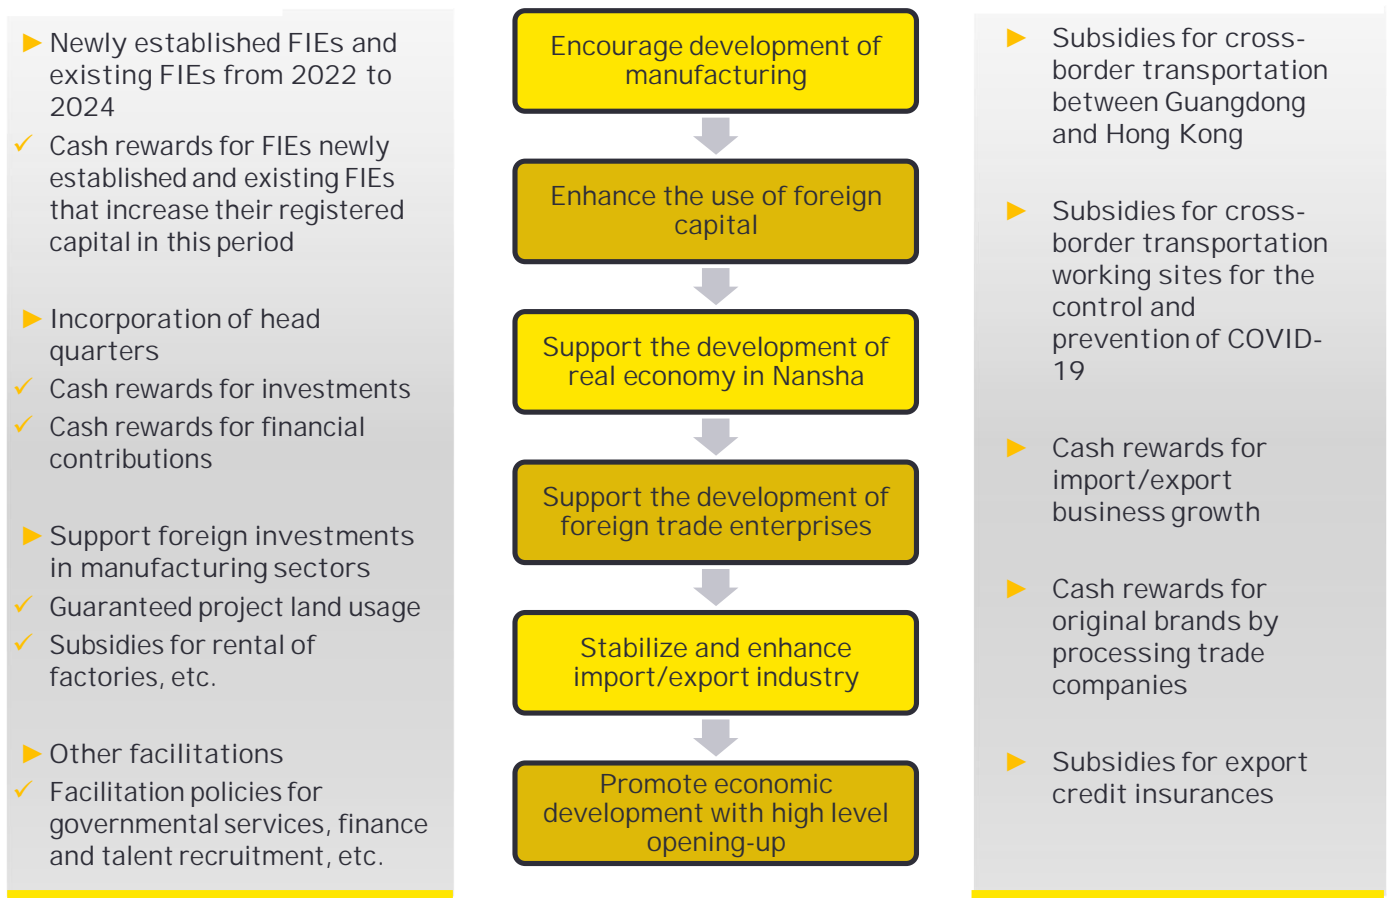 Newly established FIEs and
existing FIEs from 2022 to
2024
Cash rewards for FIEs newly
established and existing FIEs
that increase their registered
capital in this period
Incorporation of head
quarters
Cash rewards for investments
Cash rewards for financial
contributions
Support foreign investments
in manufacturing sectors
Guaranteed project land usage
Subsidies for rental of
factories, etc.
Other facilitations
Facilitation policies for
governmental services, finance
and talent recruitment, etc.
Encourage development of
manufacturing
Enhance the use of foreign
capital
Support the development of
real economy in Nansha
Support the development of
foreign trade enterprises
Stabilize and enhance
import/export industry
Promote economic
development with high level
opening-up
Subsidies for cross-
border transportation
between Guangdong
and Hong Kong
Subsidies for cross-
border transportation
working sites for the
control and
prevention of COVID-
19
Cash rewards for
import/export
business growth
Cash rewards for
original brands by
processing trade
companies
Subsidies for export
credit insurances